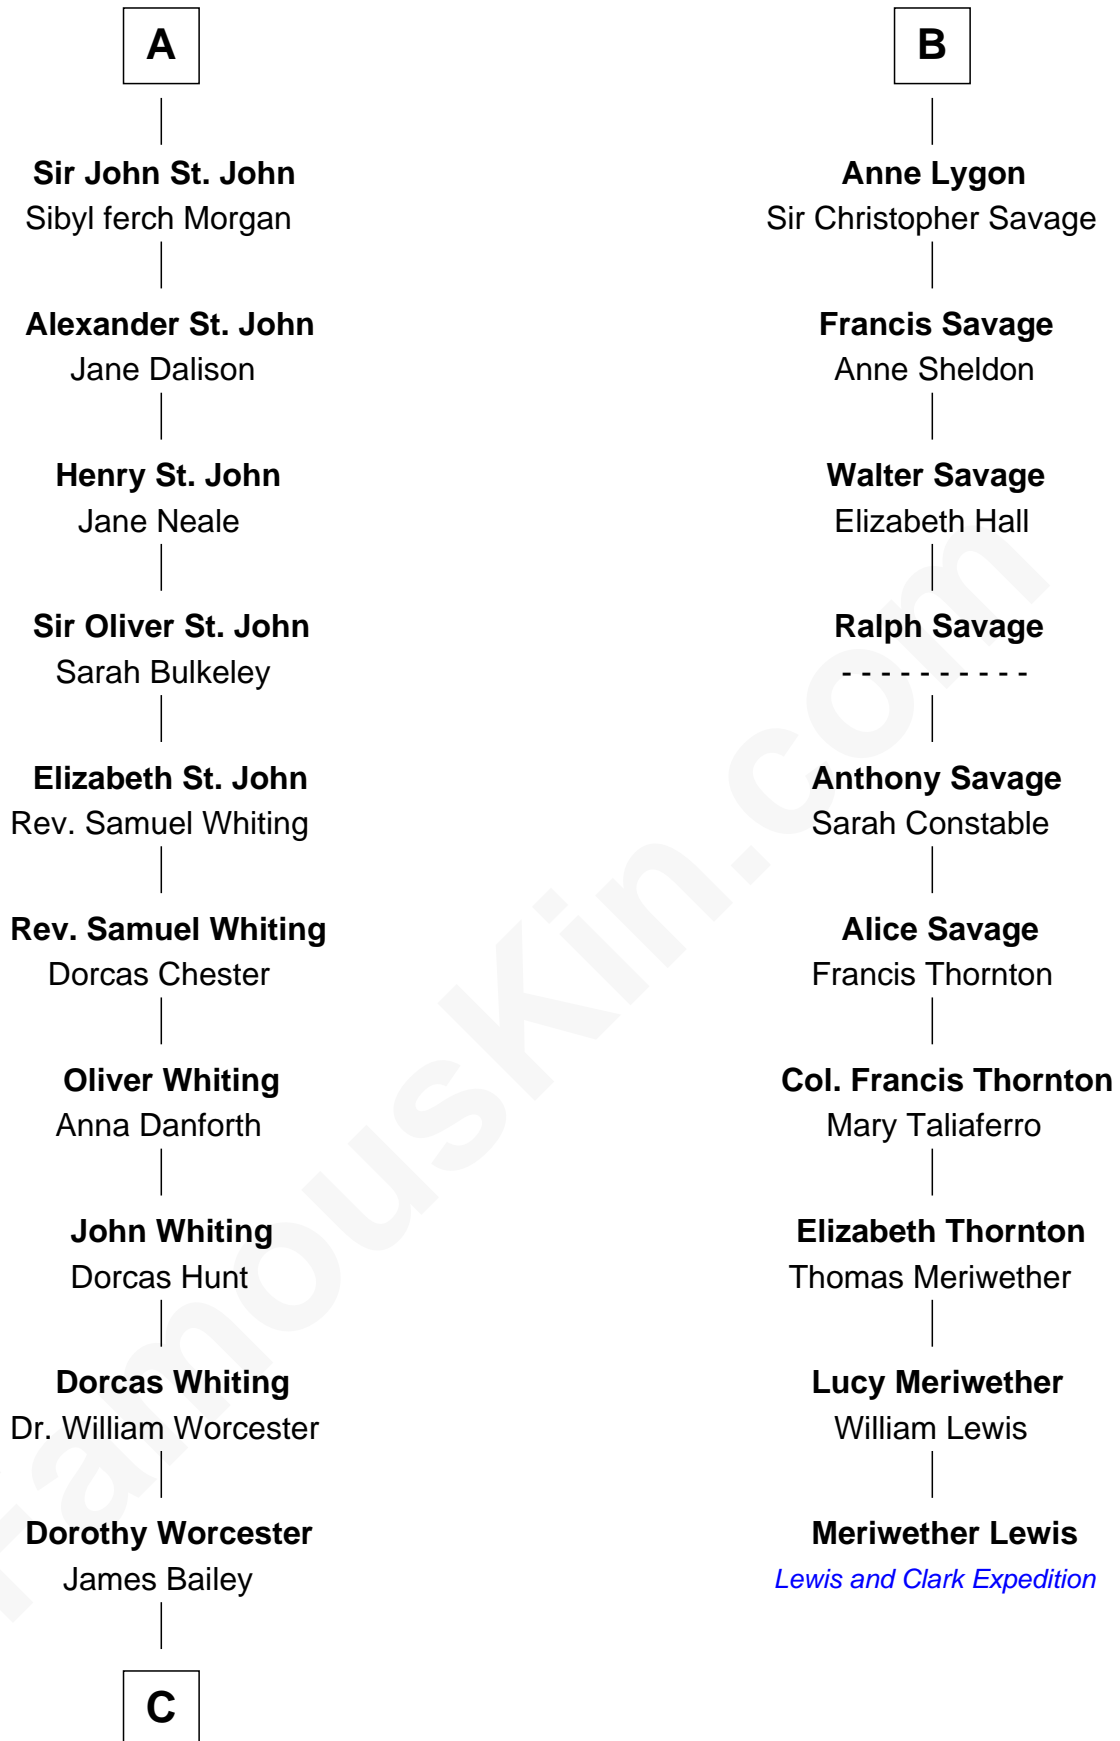 A
Sir John St. John
Sibyl ferch Morgan
Alexander St. John
Jane Dalison
Henry St. John
Jane Neale
Sir Oliver St. John
Sarah Bulkeley
Elizabeth St. John
Rev. Samuel Whiting
Rev. Samuel Whiting
Dorcas Chester
Oliver Whiting
Anna Danforth
John Whiting
Dorcas Hunt
Dorcas Whiting
Dr. William Worcester
Dorothy Worcester
James Bailey
C
B
Anne Lygon
Sir Christopher Savage
Francis Savage
Anne Sheldon
Walter Savage
Elizabeth Hall
Ralph Savage
- - - - - - - - - -
Anthony Savage
Sarah Constable
Alice Savage
Francis Thornton
Col. Francis Thornton
Mary Taliaferro
Elizabeth Thornton
Thomas Meriwether
Lucy Meriwether
William Lewis
Meriwether Lewis
Lewis and Clark Expedition
FamousKin.com